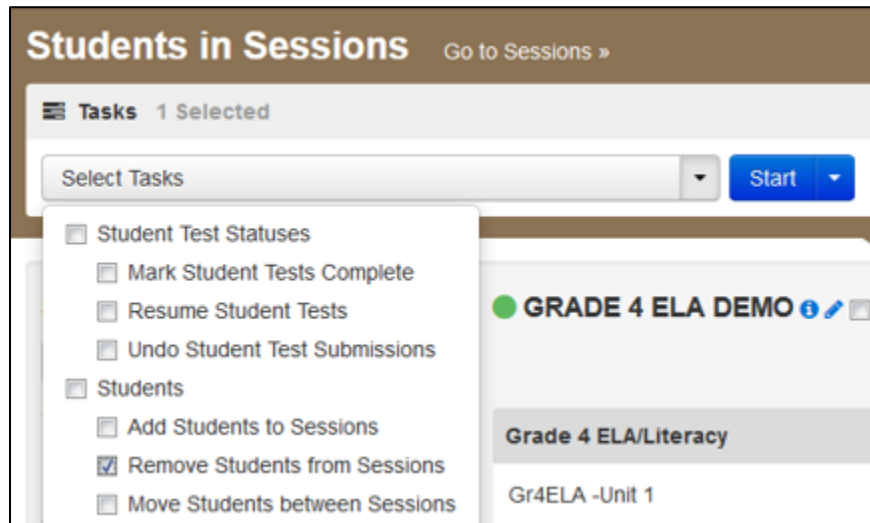 Students in Sessions Go to Sessions »
Tasks 1 Selected
Select Tasks Start
Student Test Statuses
Mark Student Tests Complete
Resume Student Tests
Undo Student Test Submissions
Students
Add Students to Sessions
Remove Students from Sessions
Move Students between Sessions
GRADE 4 ELA DEMO
Grade 4 ELA/Literacy
Gr4ELA -Unit 1